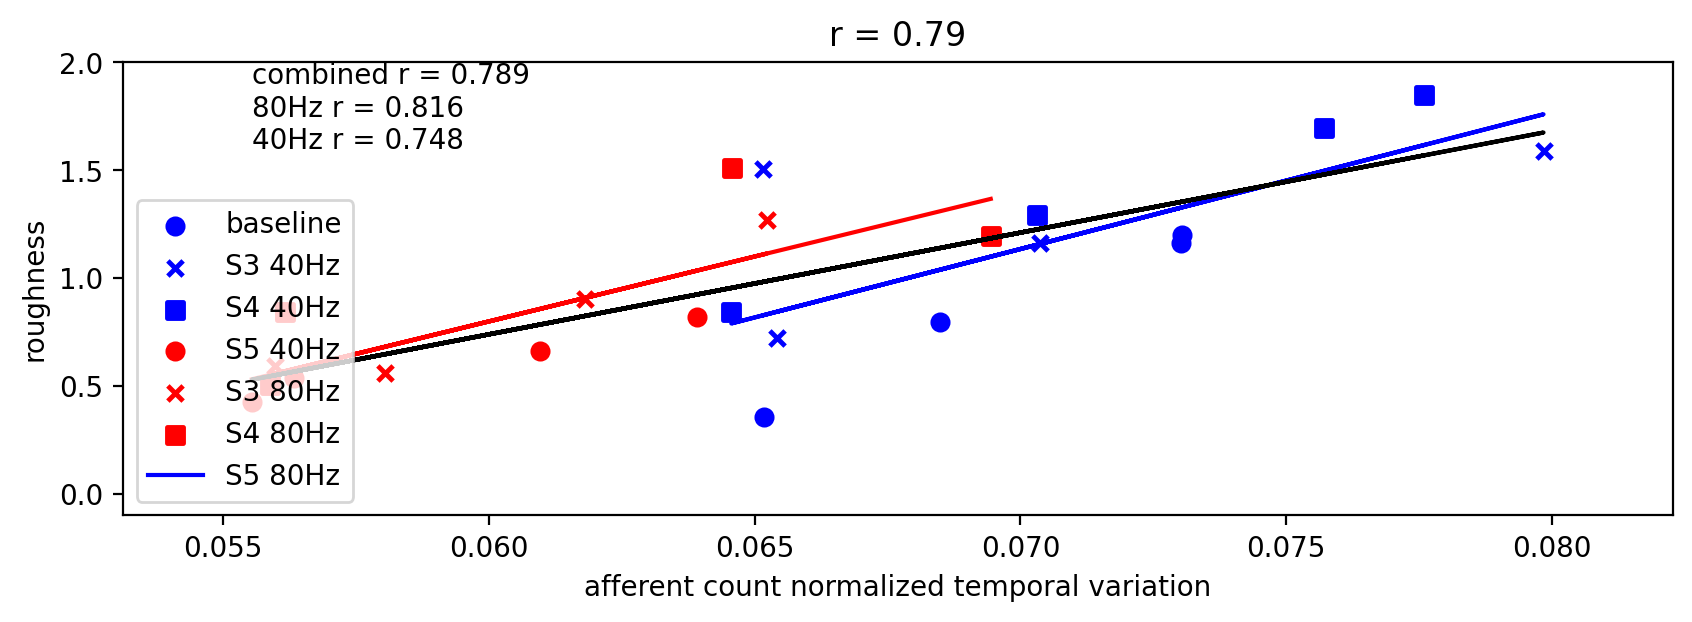 r = 0.79
combined r = 0.789
80Hz r = 0.816
40Hz r = 0.748
roughness
2.0
1.5
1.0
0.5
0.0
baseline
S3 40Hz
S4 40Hz
S5 40Hz
S3 80Hz
S4 80Hz
S5 80Hz
0.055 0.060 0.065 0.070 0.075 0.080
afferent count normalized temporal variation